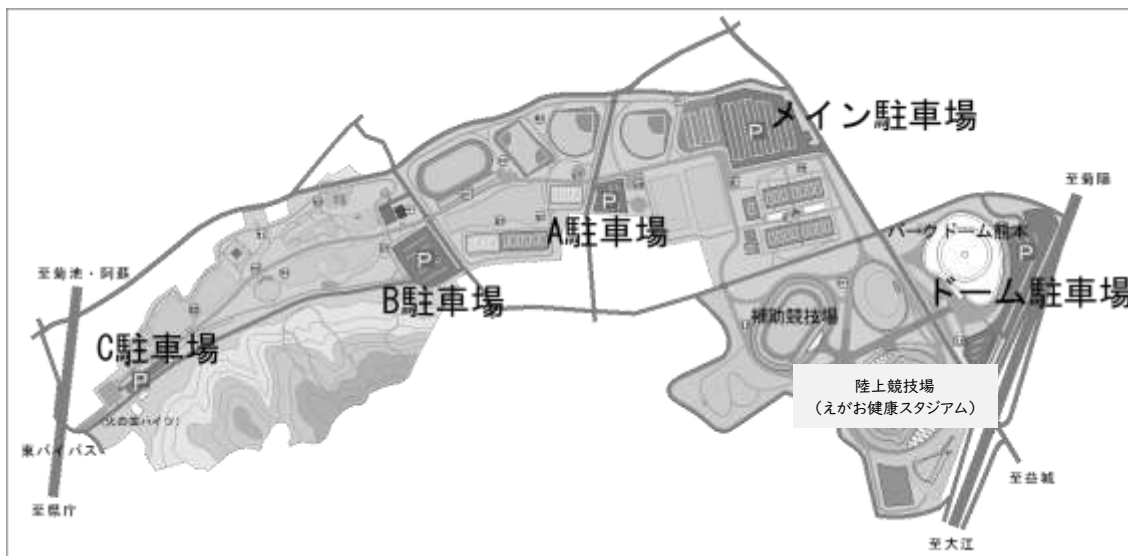 メイン駐車場
P
至菊陽
P
A駐車場
パークドーム熊本
P
P
至菊池・阿蘇
B駐車場
ドーム駐車場
補助競技場
C駐車場
P
陸上競技場
（えがお健康スタジアム）
東バイパス
至県庁
至益城
至大江